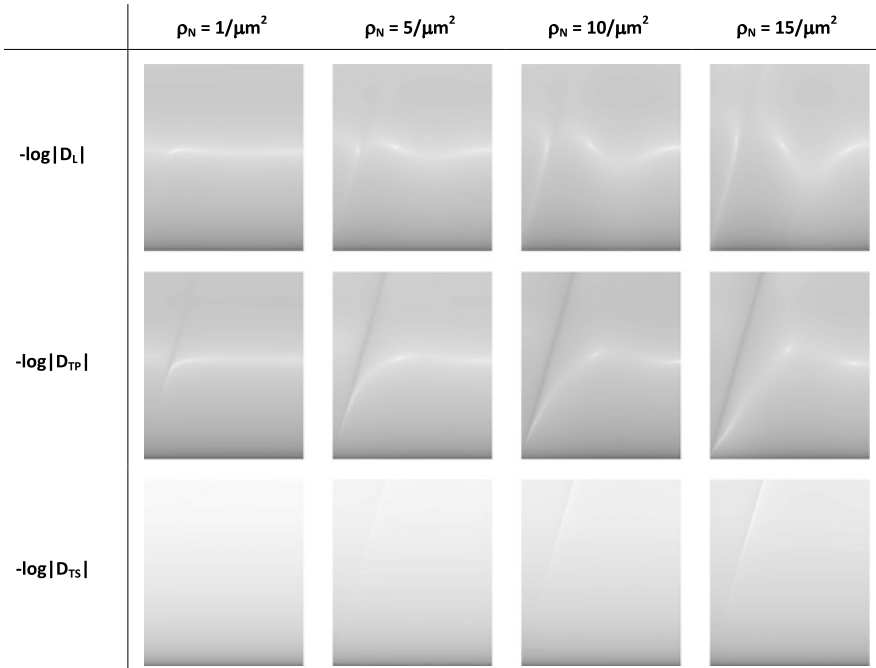 ρN = 1/μm² ρN = 5/μm² ρN = 10/μm² ρN = 15/μm²
-log|DL|
-log|DTP|
-log|DTS|